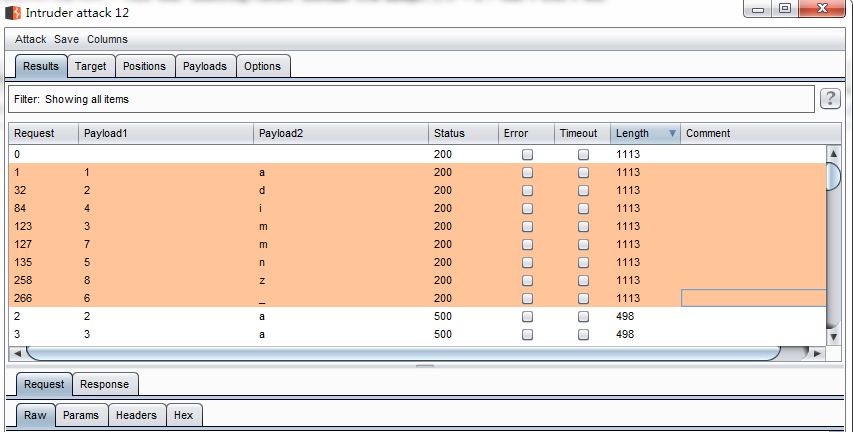 Intruder attack 12
Attack Save Columns
Results Target Positions Payloads Options
Filter: Showing all items ?
Request Payload1 Payload2 Status Error Timeout Length Comment
0 200 1113
1 1 a 200 1113
32 2 d 200 1113
84 4 i 200 1113
123 3 m 200 1113
127 7 m 200 1113
135 5 n 200 1113
258 8 z 200 1113
266 6 _ 200 1113
2 2 a 500 498
3 3 a 500 498
Request Response
Raw Params Headers Hex